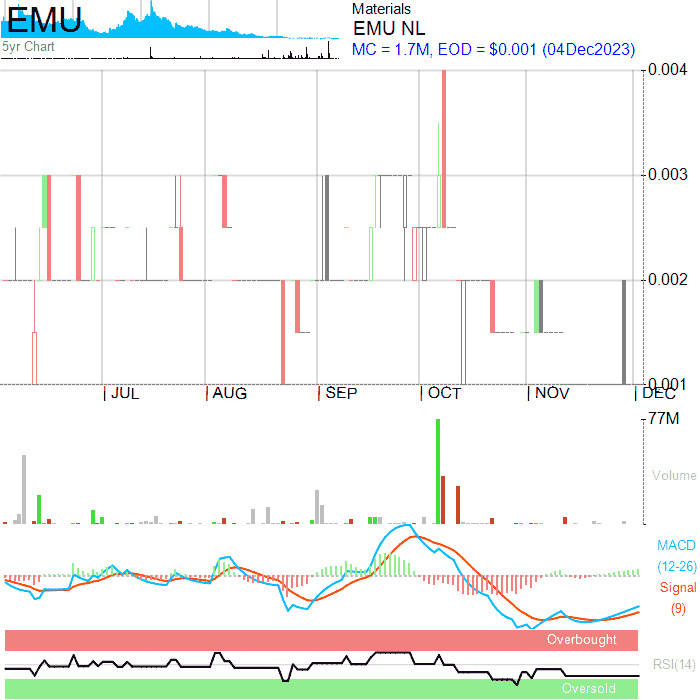 EMU
5yr Chart
Materials
EMU NL
MC = 1.7M, EOD = $0.001 (04Dec2023)
0.004
0.003
0.002
0.001
JUL
AUG
SEP
OCT
NOV
DEC
77M
Volume
MACD
(12-26)
Signal
(9)
Overbought
RSI(14)
Oversold